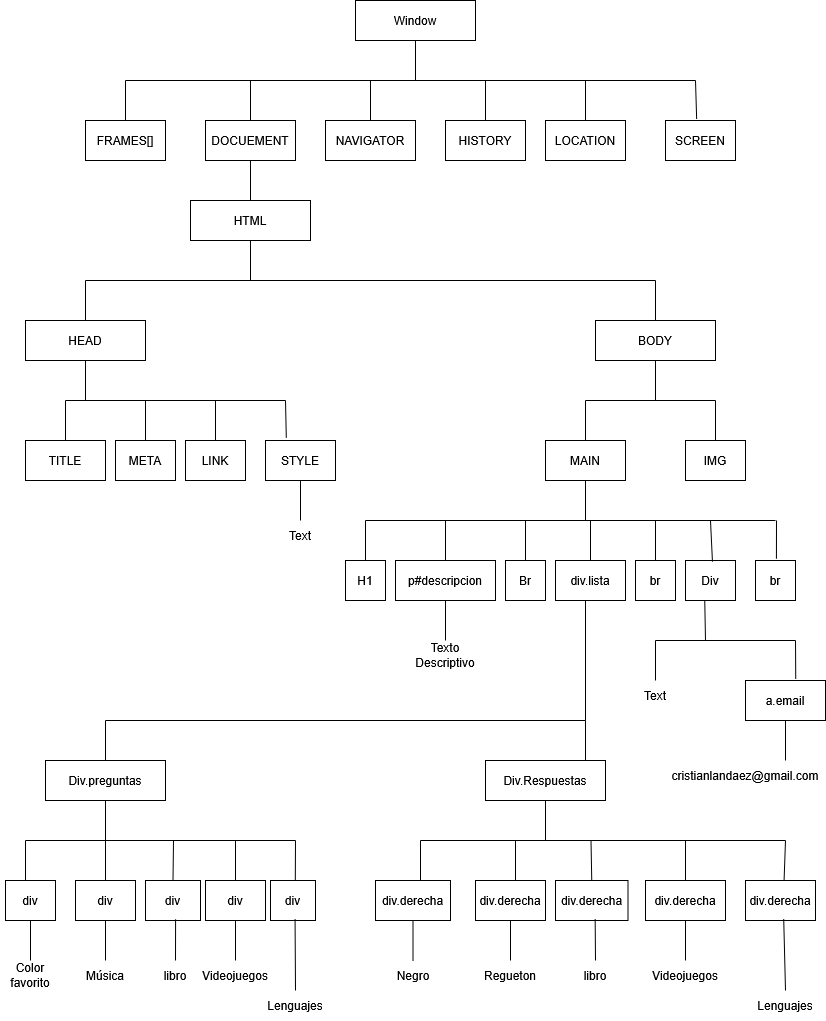 Window
FRAMES[]
DOCUEMENT
NAVIGATOR
HISTORY
LOCATION
SCREEN
HTML
HEAD
BODY
TITLE
META
LINK
STYLE
MAIN
IMG
Text
H1
p#descripcion
Br
div.lista
br
Div
br
Texto
Descriptivo
Text
a.email
cristianlandaez@gmail.com
Div.preguntas
Div.Respuestas
div
div
div
div
div
div.derecha
div.derecha
div.derecha
div.derecha
div.derecha
Color
favorito
Música
libro
Videojuegos
Lenguajes
Negro
Regueton
libro
Videojuegos
Lenguajes